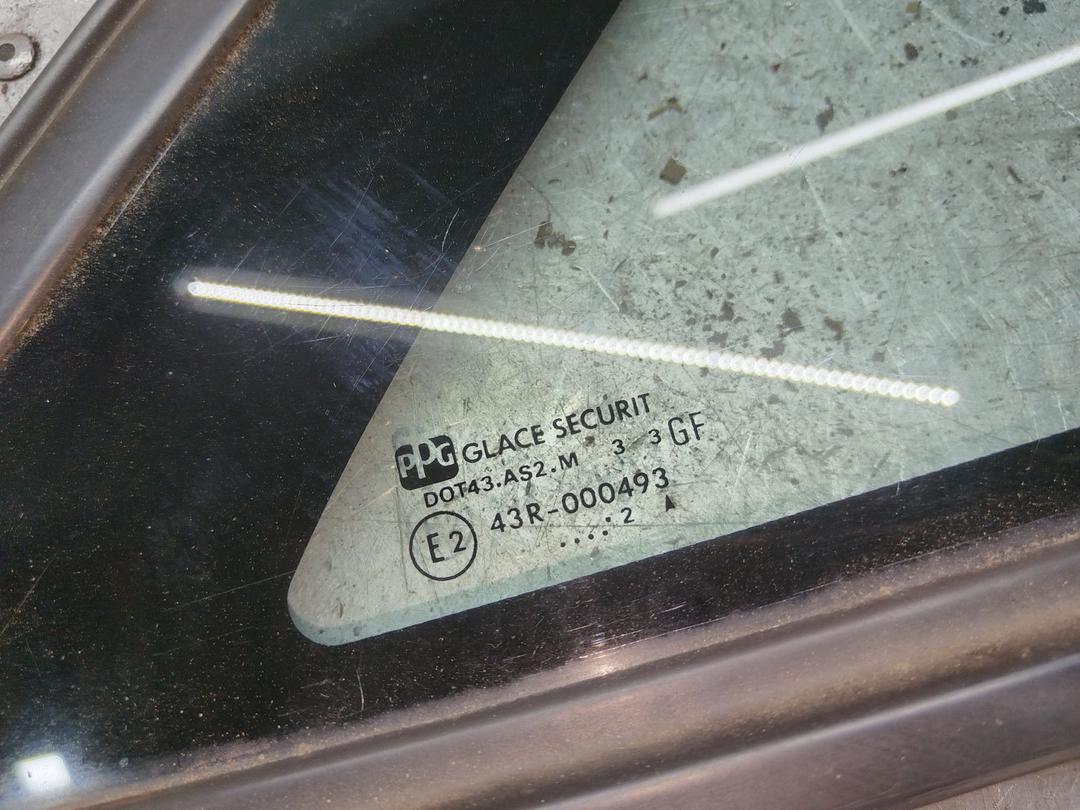 PPG GLACE SECURIT
DOT43.AS2.M 3 3 GF
E2 43R-000493
.....:2 ▲